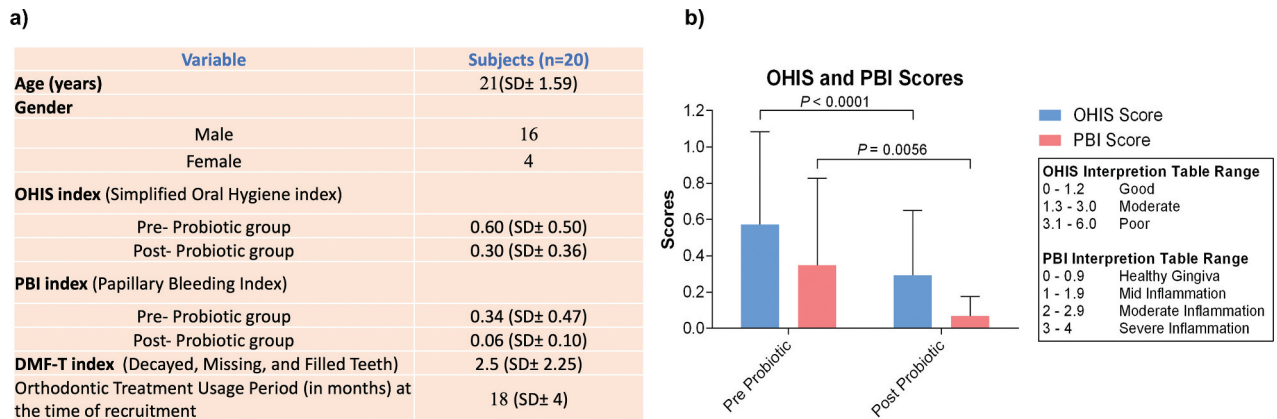 a)
Variable Subjects (n=20)
Age (years) 21(SD± 1.59)
Gender
Male 16
Female 4
OHIS index (Simplified Oral Hygiene index)
Pre- Probiotic group 0.60 (SD± 0.50)
Post- Probiotic group 0.30 (SD± 0.36)
PBI index (Papillary Bleeding Index)
Pre- Probiotic group 0.34 (SD± 0.47)
Post- Probiotic group 0.06 (SD± 0.10)
DMF-T index (Decayed, Missing, and Filled Teeth) 2.5 (SD± 2.25)
Orthodontic Treatment Usage Period (in months) at
the time of recruitment 18 (SD± 4)
b)
OHIS and PBI Scores
Scores
1.2
1.0
0.8
0.6
0.4
0.2
0.0
P < 0.0001
P = 0.0056
Pre Probiotic
Post Probiotic
OHIS Score
PBI Score
OHIS Interpretion Table Range
0 - 1.2 Good
1.3 - 3.0 Moderate
3.1 - 6.0 Poor
PBI Interpretion Table Range
0 - 0.9 Healthy Gingiva
1 - 1.9 Mid Inflammation
2 - 2.9 Moderate Inflammation
3 - 4 Severe Inflammation